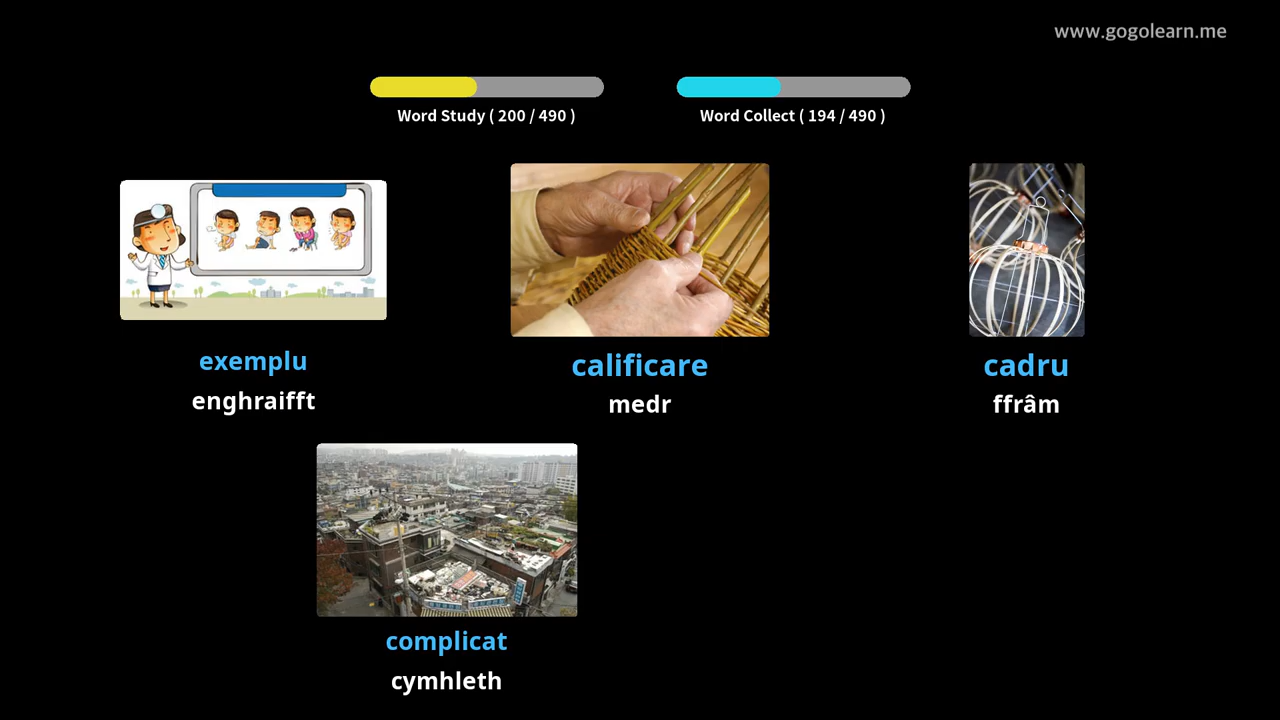 www.gogolearn.me
Word Study ( 200 / 490 )
Word Collect ( 194 / 490 )
exemplu
enghraifft
calificare
medr
cadru
ffrâm
complicat
cymhleth